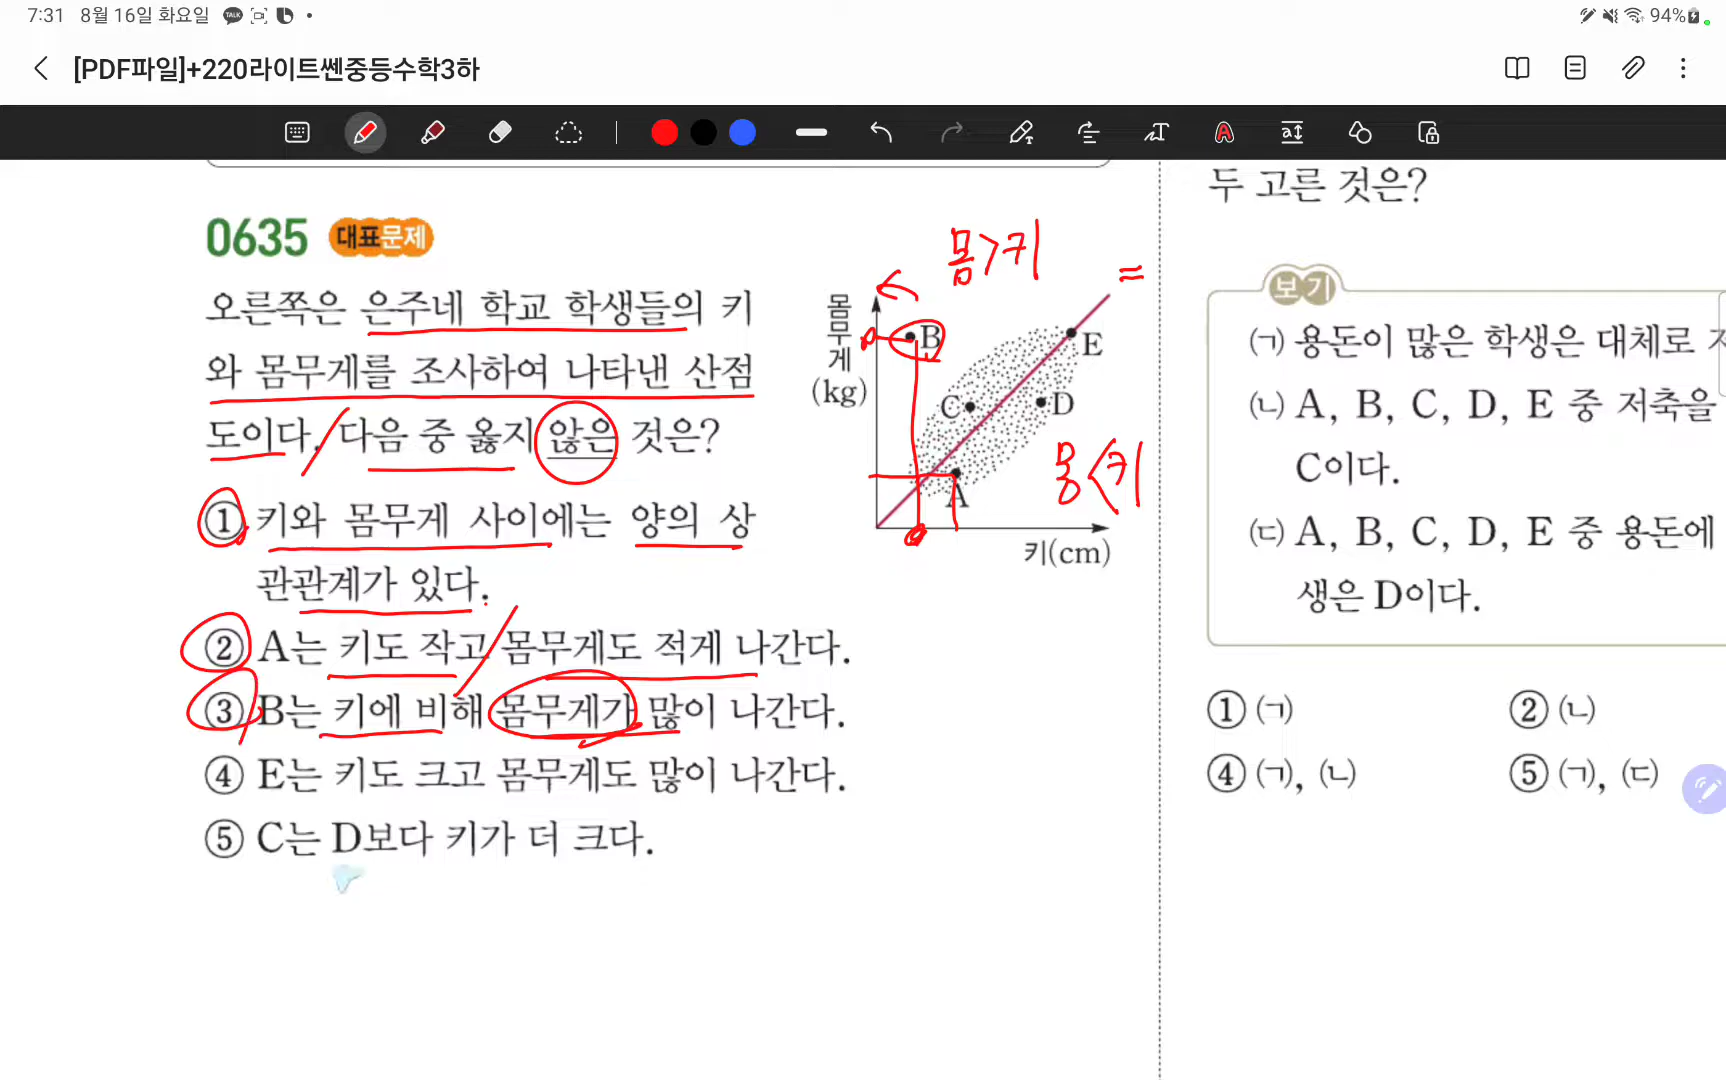 7:31 8월 16일 화요일 TALK 94%
[PDF파일]+220라이트쎈중등수학3하
0635 대표문제
오른쪽은 은주네 학교 학생들의 키
와 몸무게를 조사하여 나타낸 산점
도이다. 다음 중 옳지 않은 것은?
① 키와 몸무게 사이에는 양의 상
관관계가 있다.
② A는 키도 작고 몸무게도 적게 나간다.
③ B는 키에 비해 몸무게가 많이 나간다.
④ E는 키도 크고 몸무게도 많이 나간다.
⑤ C는 D보다 키가 더 크다.
몸>키
=
몸무게
(kg)
B
E
C
D
A
몸<키
키(cm)
두 고른 것은?
보기
㈀ 용돈이 많은 학생은 대체로
㈁ A, B, C, D, E 중 저축을
C이다.
㈂ A, B, C, D, E 중 용돈에
생은 D이다.
① ㈀ ② ㈁
④ ㈀, ㈁ ⑤ ㈀, ㈂